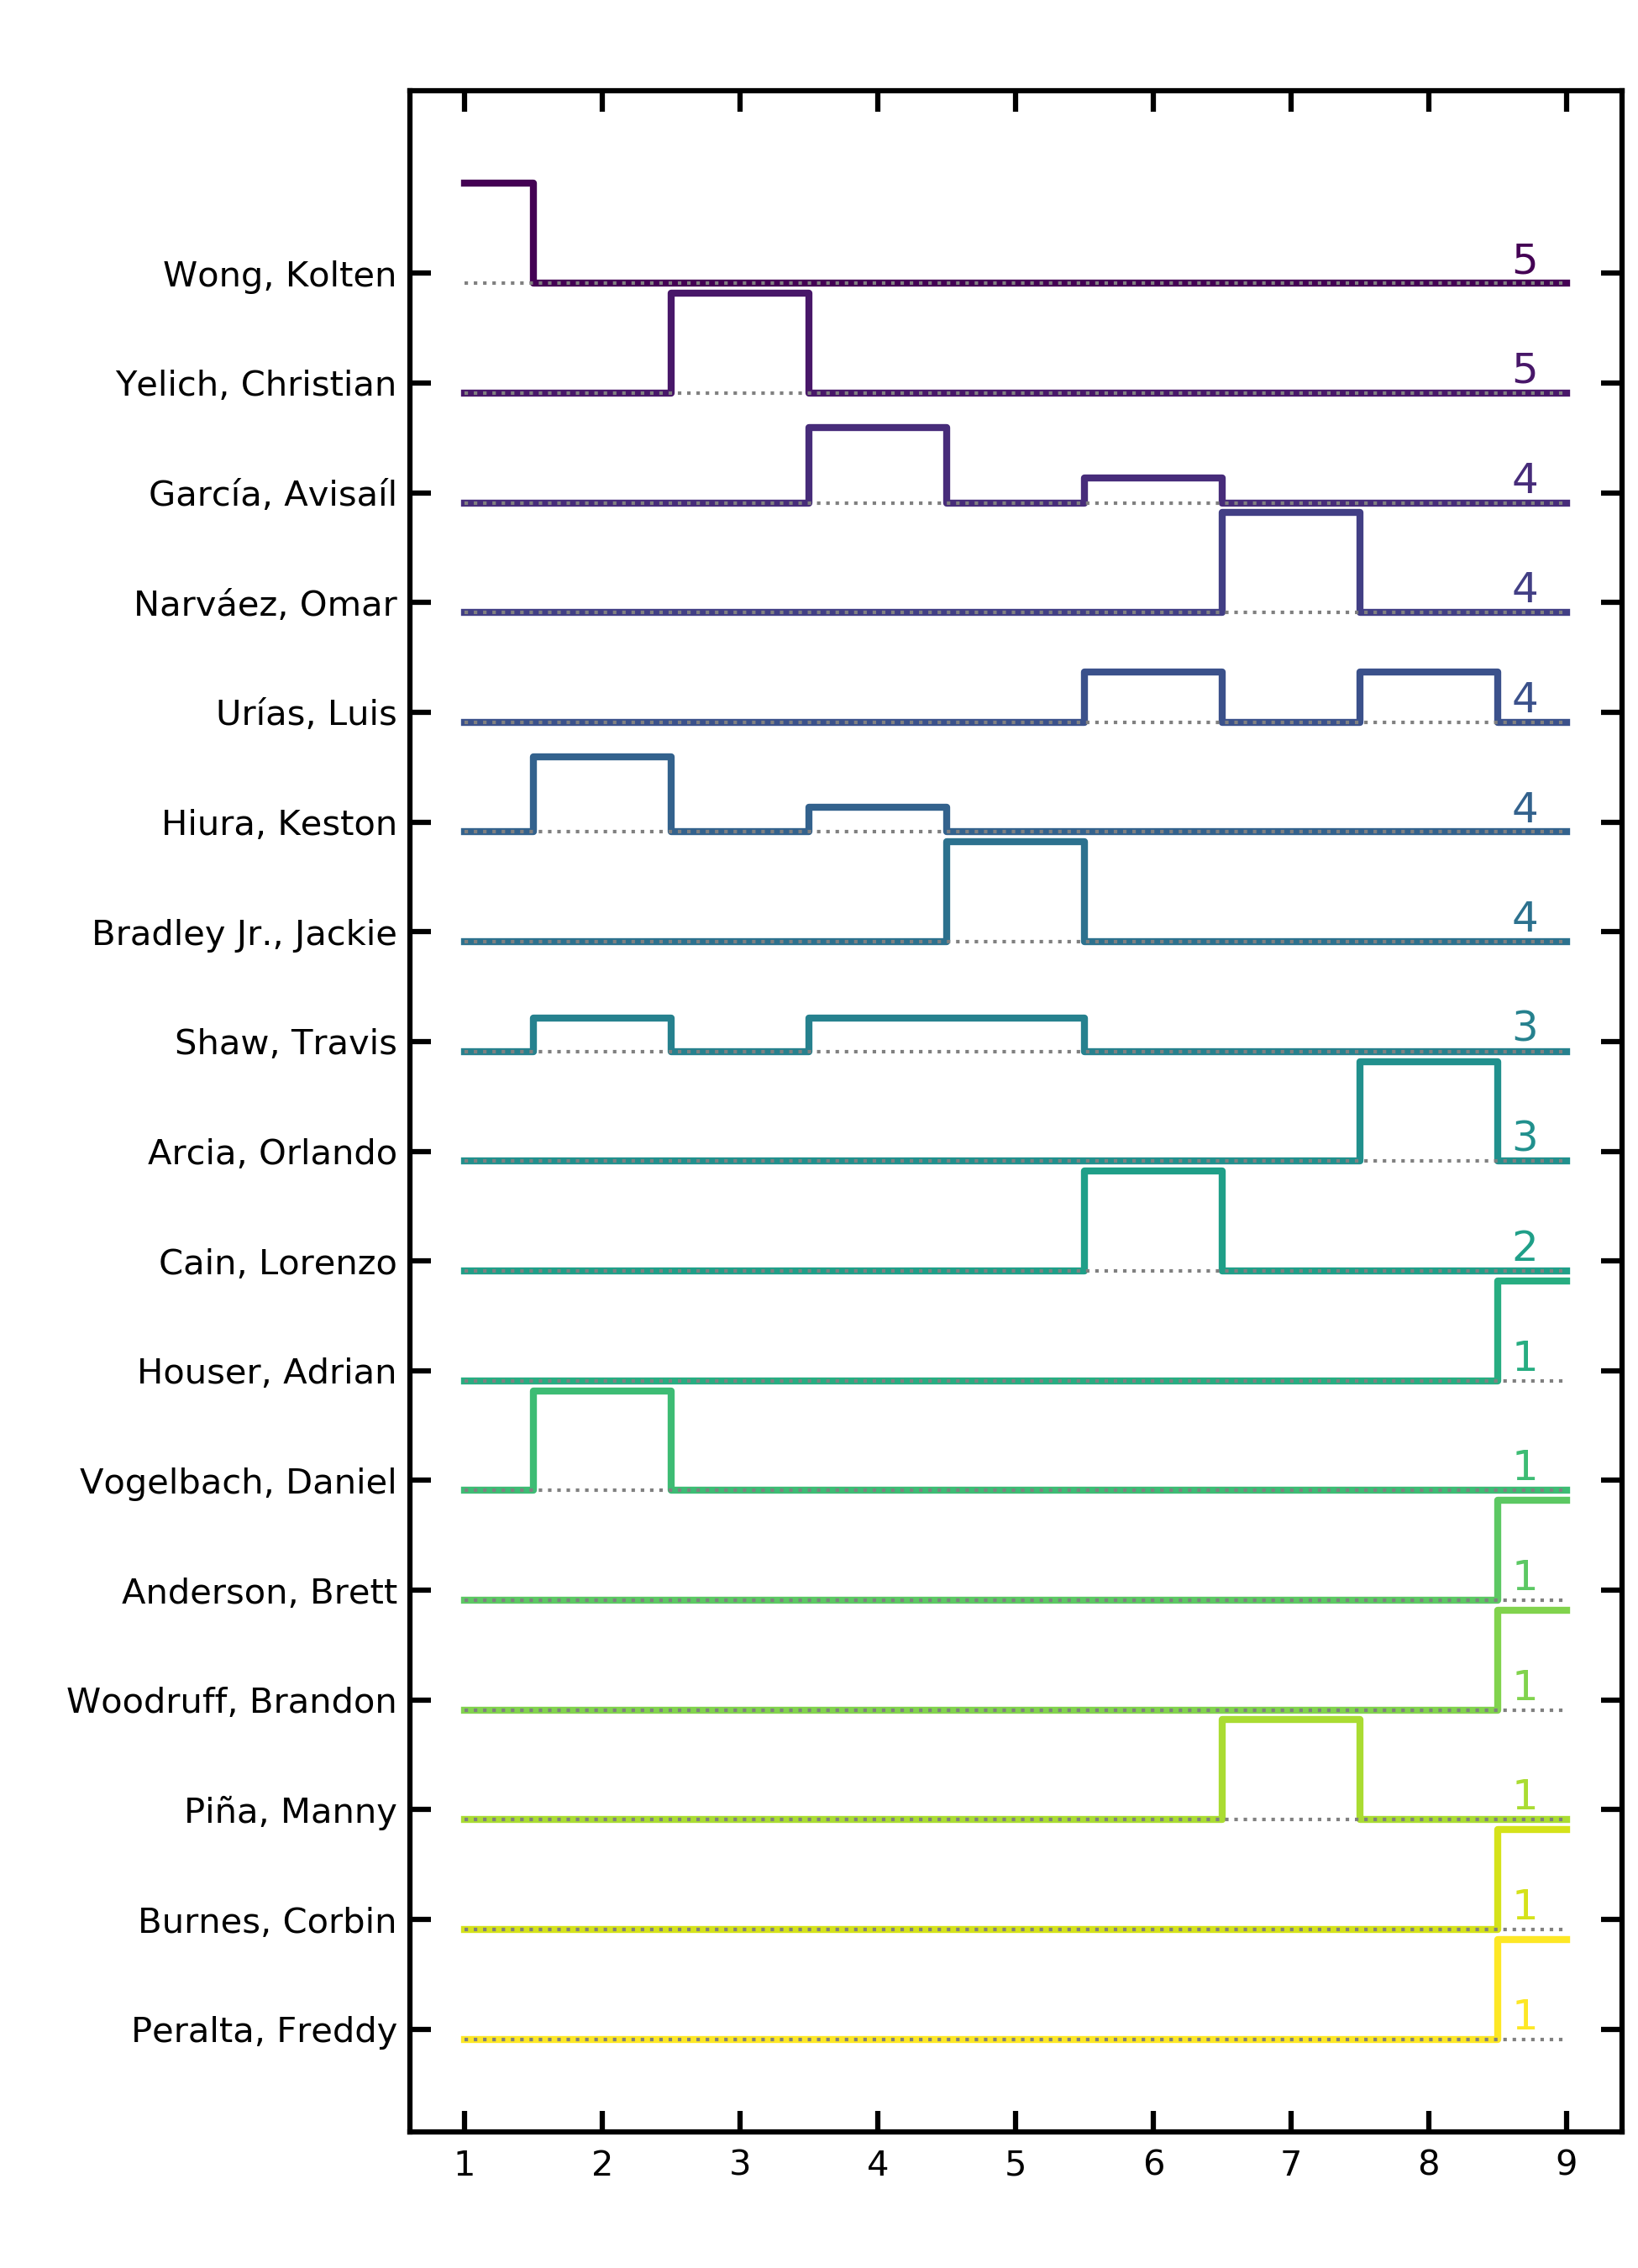 Wong, Kolten 5
Yelich, Christian 5
García, Avisaíl 4
Narváez, Omar 4
Urías, Luis 4
Hiura, Keston 4
Bradley Jr., Jackie 4
Shaw, Travis 3
Arcia, Orlando 3
Cain, Lorenzo 2
Houser, Adrian 1
Vogelbach, Daniel 1
Anderson, Brett 1
Woodruff, Brandon 1
Piña, Manny 1
Burnes, Corbin 1
Peralta, Freddy 1
1 2 3 4 5 6 7 8 9